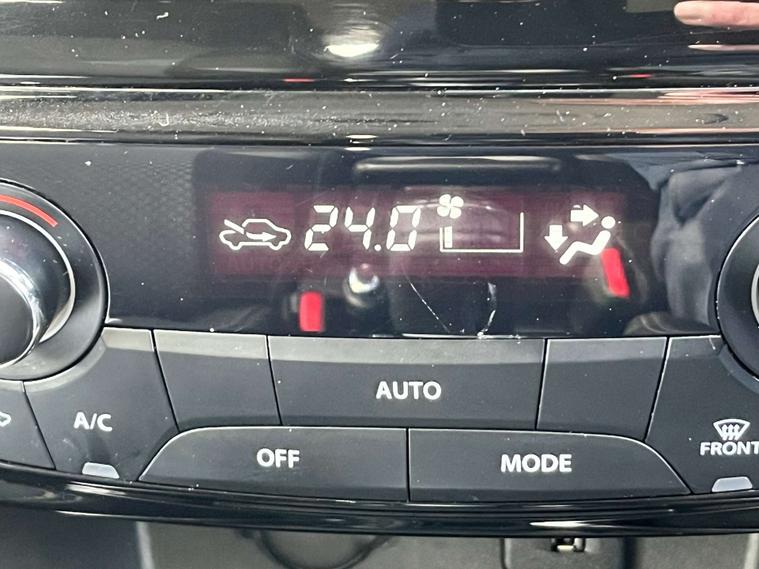 24.0
AUTO
A/C
OFF
MODE
FRONT